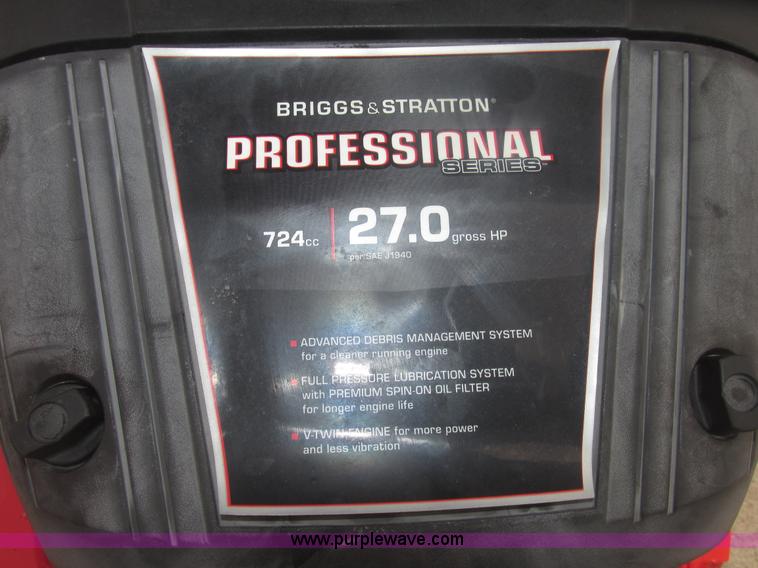 BRIGGS & STRATTON®
PROFESSIONAL
SERIES™
724cc 27.0 gross HP
per SAE J1940
ADVANCED DEBRIS MANAGEMENT SYSTEM
for a cleaner running engine
FULL PRESSURE LUBRICATION SYSTEM
with PREMIUM SPIN-ON OIL FILTER
for longer engine life
V-TWIN ENGINE for more power
and less vibration
www.purplewave.com